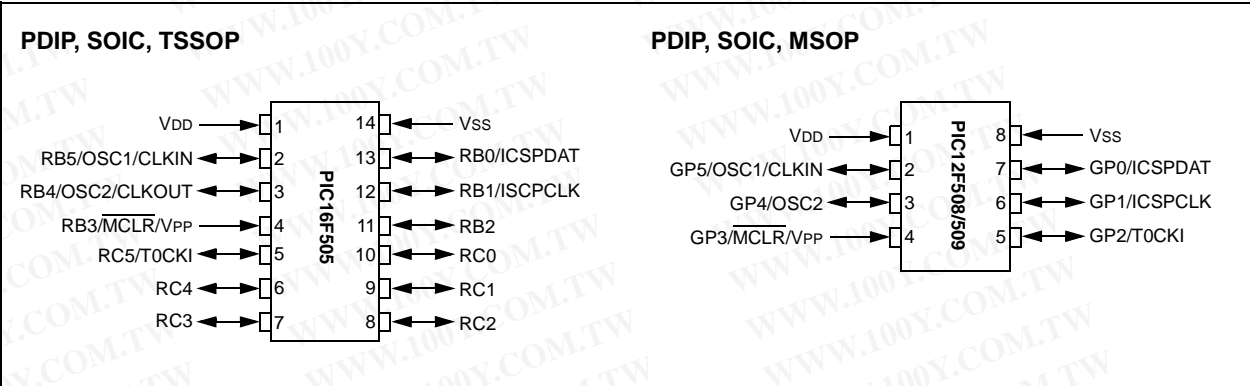 PDIP, SOIC, TSSOP
VDD
RB5/OSC1/CLKIN
RB4/OSC2/CLKOUT
RB3/MCLR/VPP
RC5/T0CKI
RC4
RC3
1
2
3
4
5
6
7
PIC16F505
14
13
12
11
10
9
8
VSS
RB0/ICSPDAT
RB1/ISCPCLK
RB2
RC0
RC1
RC2
PDIP, SOIC, MSOP
VDD
GP5/OSC1/CLKIN
GP4/OSC2
GP3/MCLR/VPP
1
2
3
4
PIC12F508/509
8
7
6
5
VSS
GP0/ICSPDAT
GP1/ICSPCLK
GP2/T0CKI
WWW.100Y.COM.TW